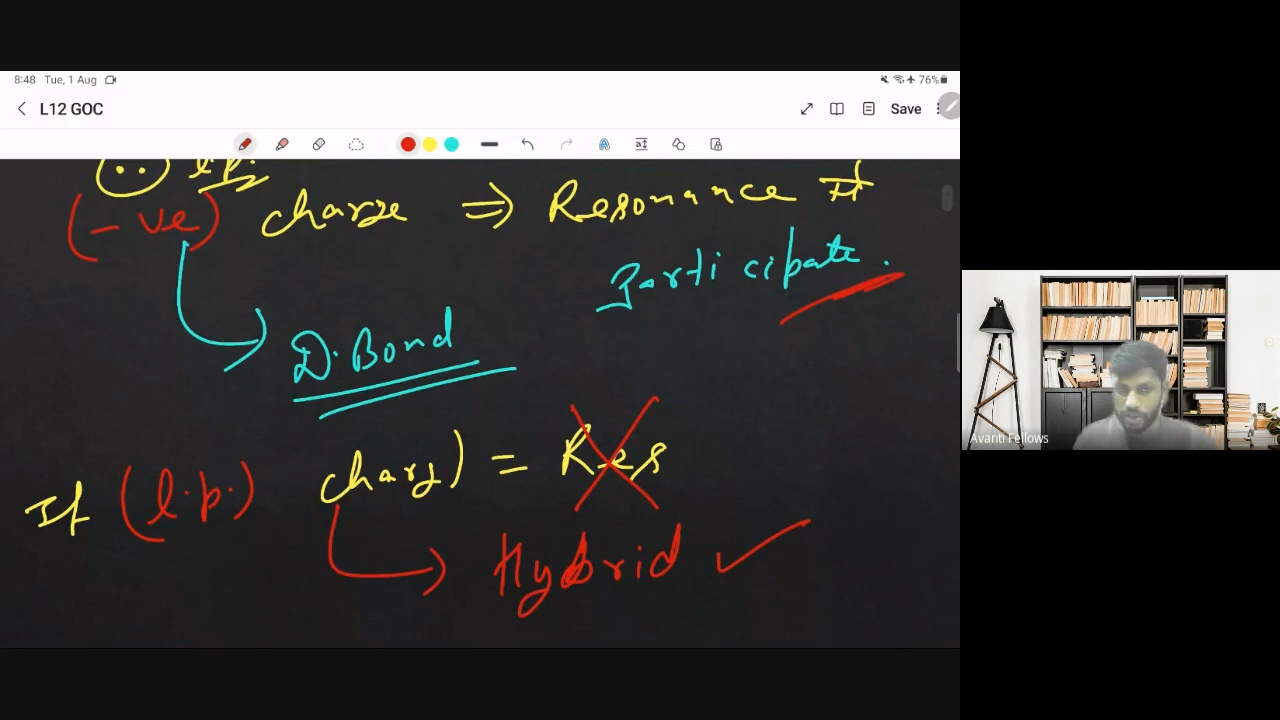 8:48 Tue, 1 Aug 76%
L12 GOC Save
l.p.
(-ve) charge ⇒ Resonance
Participate.
D.Bond
If (l.p.) charg) = Res
Hybrid ✓
Avanti Fellows